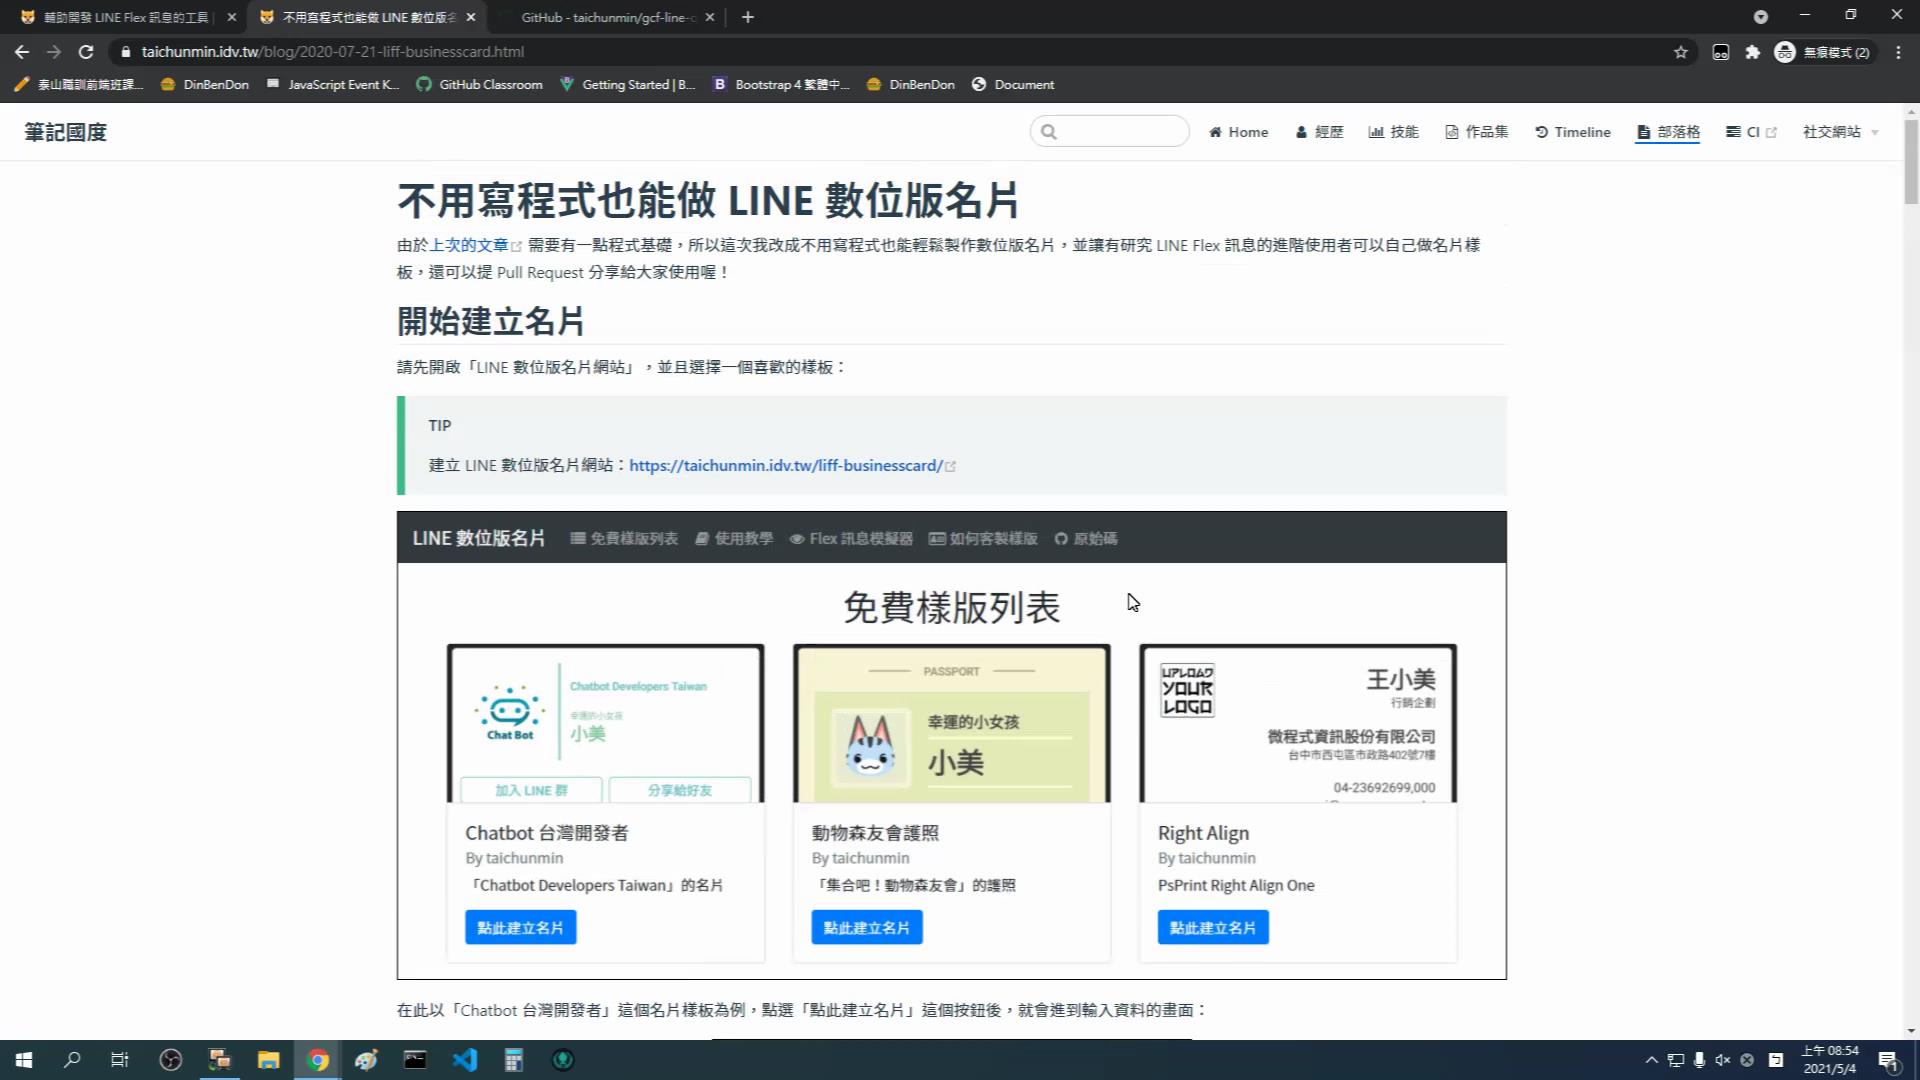 輔助開發 LINE Flex 訊息的工具 |
不用寫程式也能做 LINE 數位版名
GitHub - taichunmin/gcf-line-
taichunmin.idv.tw/blog/2020-07-21-liff-businesscard.html
無痕模式 (2)
泰山職訓前端班課...
DinBenDon
JavaScript Event K...
GitHub Classroom
Getting Started | B...
Bootstrap 4 繁體中...
DinBenDon
Document
筆記國度
Home
經歷
技能
作品集
Timeline
部落格
CI
社交網站
不用寫程式也能做 LINE 數位版名片
由於上次的文章 需要有一點程式基礎，所以這次我改成不用寫程式也能輕鬆製作數位版名片，並讓有研究 LINE Flex 訊息的進階使用者可以自己做名片樣
板，還可以提 Pull Request 分享給大家使用喔！
開始建立名片
請先開啟「LINE 數位版名片網站」，並且選擇一個喜歡的樣板：
TIP
建立 LINE 數位版名片網站：https://taichunmin.idv.tw/liff-businesscard/
LINE 數位版名片
免費樣版列表
使用教學
Flex 訊息模擬器
如何客製樣版
原始碼
免費樣版列表
Chat Bot
Chatbot Developers Taiwan
幸運的小女孩
小美
加入 LINE 群
分享給好友
PASSPORT
幸運的小女孩
小美
UPLOAD
YOUR
LOGO
王小美
行銷企劃
微程式資訊股份有限公司
台中市西屯區市政路402號7樓
04-23692699,000
Chatbot 台灣開發者
By taichunmin
「Chatbot Developers Taiwan」的名片
點此建立名片
動物森友會護照
By taichunmin
「集合吧！動物森友會」的護照
點此建立名片
Right Align
By taichunmin
PsPrint Right Align One
點此建立名片
在此以「Chatbot 台灣開發者」這個名片樣板為例，點選「點此建立名片」這個按鈕後，就會進到輸入資料的畫面：
上午 08:54
2021/5/4
1